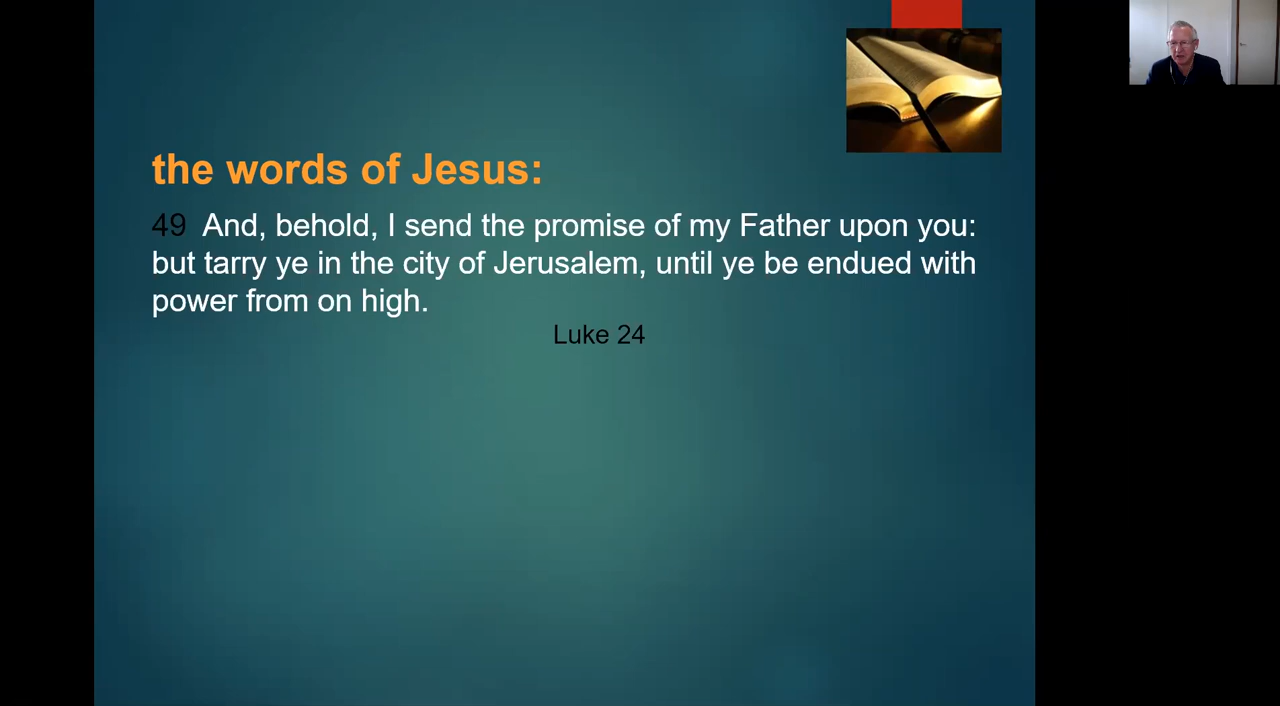 the words of Jesus:
49 And, behold, I send the promise of my Father upon you:
but tarry ye in the city of Jerusalem, until ye be endued with
power from on high.
Luke 24